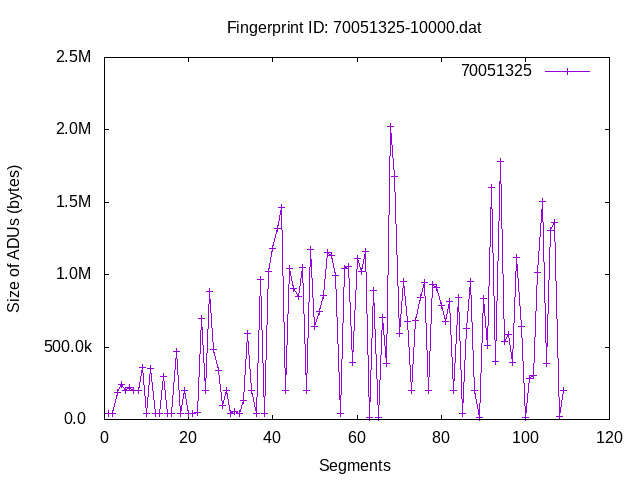 Fingerprint ID: 70051325-10000.dat
70051325
Size of ADUs (bytes)
2.5M
2.0M
1.5M
1.0M
500.0k
0.0
0 20 40 60 80 100 120
Segments